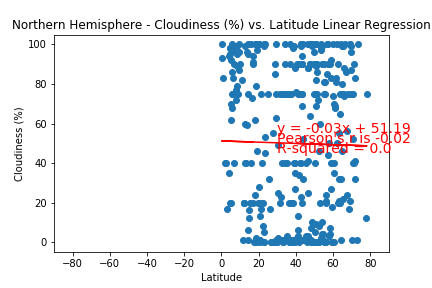 Northern Hemisphere - Cloudiness (%) vs. Latitude Linear Regression
100
80
60
40
20
0
Cloudiness (%)
y = -0.03x + 51.19
Pearson's r is -0.02
R-squared = 0.0
−80 −60 −40 −20 0 20 40 60 80
Latitude